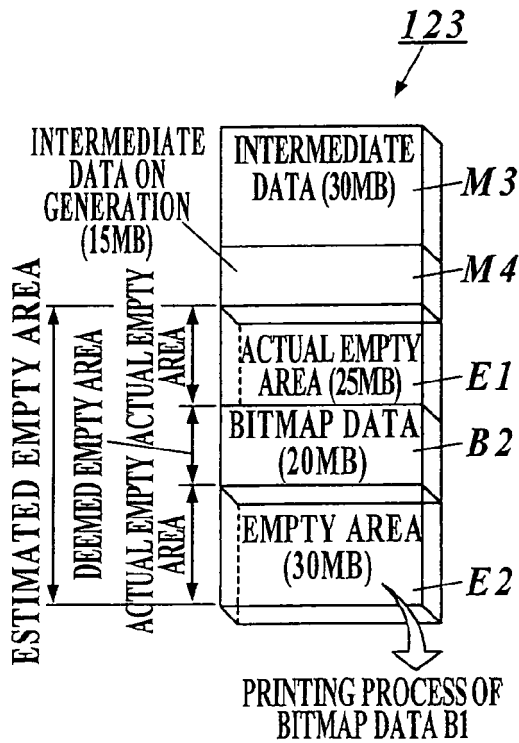 123
INTERMEDIATE
DATA ON
GENERATION
(15MB)
INTERMEDIATE
DATA (30MB)
M3
M4
ESTIMATED EMPTY AREA
DEEMED EMPTY AREA
ACTUAL EMPTY
AREA
ACTUAL EMPTY
AREA
ACTUAL EMPTY
AREA (25MB)
E1
BITMAP DATA
(20MB)
B2
EMPTY AREA
(30MB)
E2
PRINTING PROCESS OF
BITMAP DATA B1